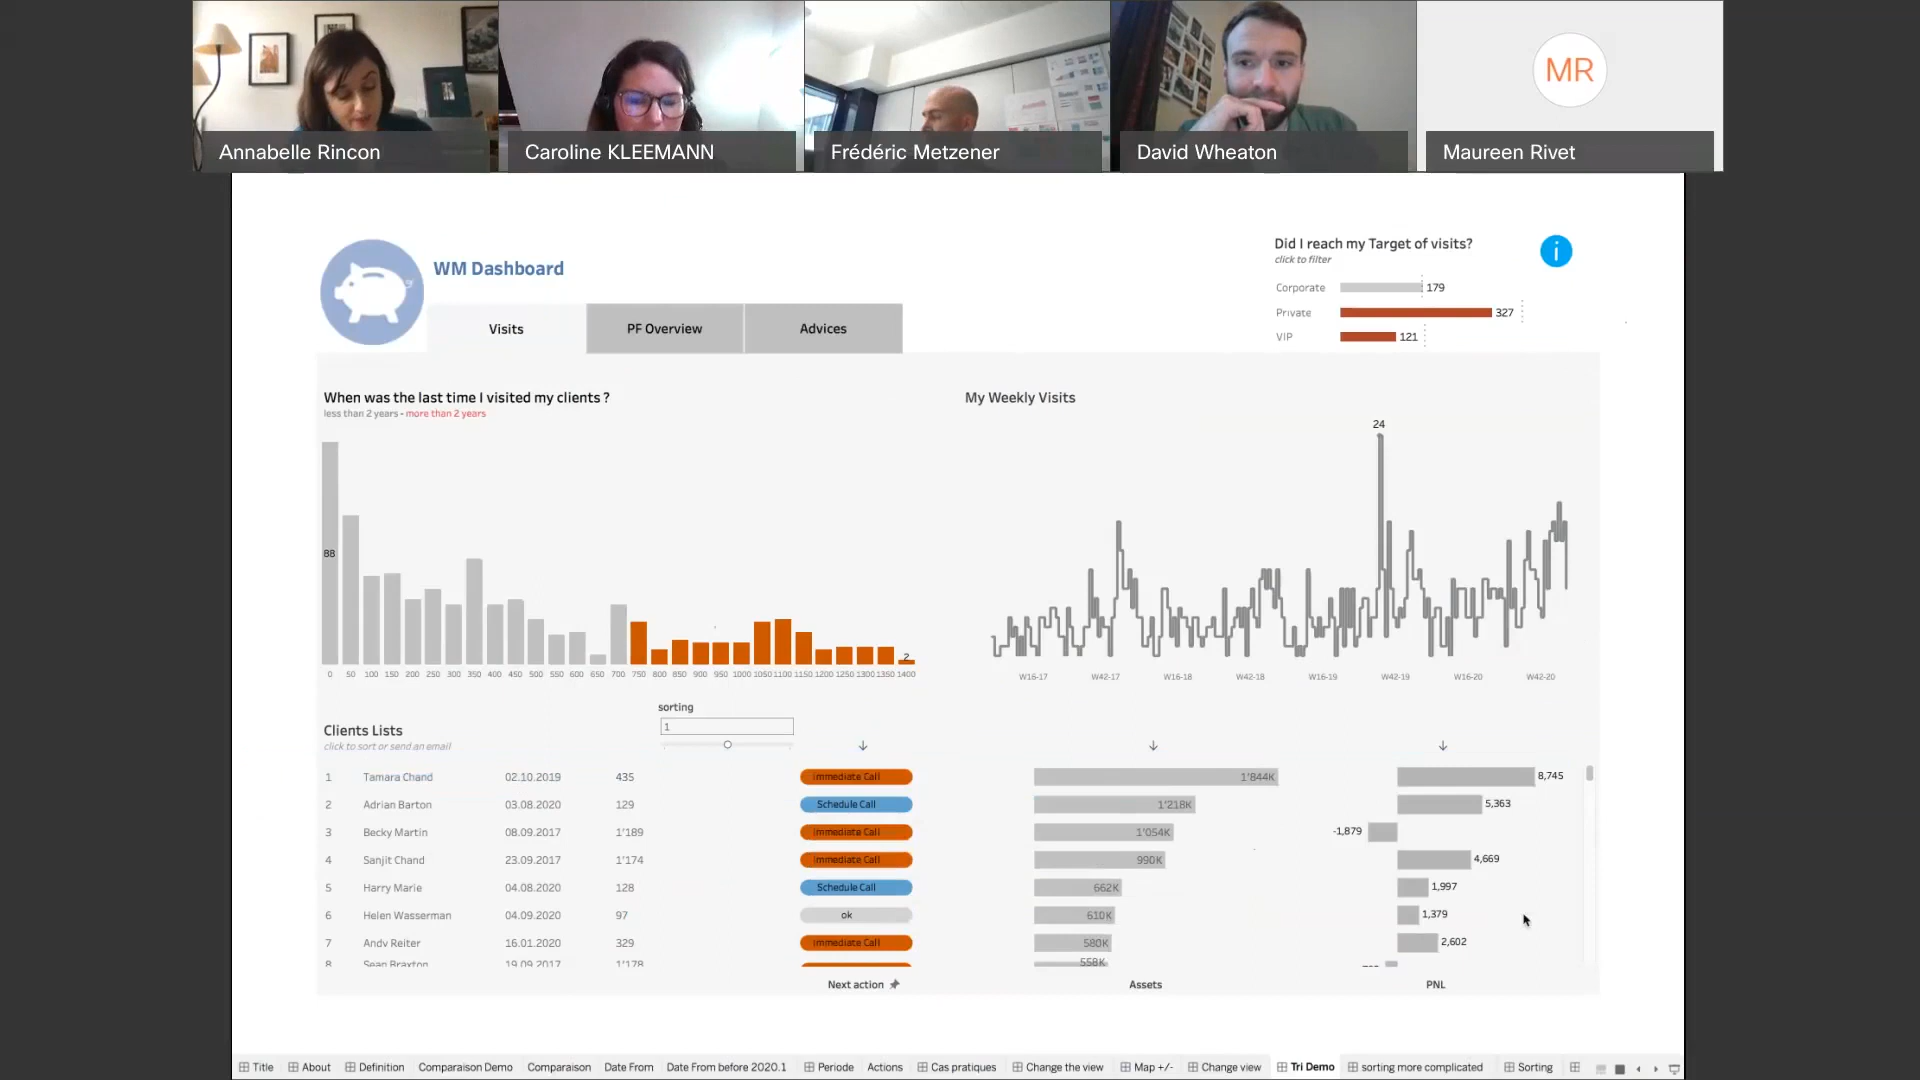 Annabelle Rincon
Caroline KLEEMANN
Frédéric Metzener
David Wheaton
MR
Maureen Rivet
WM Dashboard
Visits
PF Overview
Advices
Did I reach my Target of visits?
click to filter
i
Corporate 179
Private 327
VIP 121
When was the last time I visited my clients ?
less than 2 years - more than 2 years
88
2
0 50 100 150 200 250 300 350 400 450 500 550 600 650 700 750 800 850 900 950 1000 1050 1100 1150 1200 1250 1300 1350 1400
My Weekly Visits
24
W16-17 W42-17 W16-18 W42-18 W16-19 W42-19 W16-20 W42-20
sorting
1
Clients Lists
click to sort or send an email
1 Tamara Chand 02.10.2019 435 immediate Call 1'844K 8,745
2 Adrian Barton 03.08.2020 129 Schedule Call 1'218K 5,363
3 Becky Martin 08.09.2017 1'189 immediate Call 1'054K -1,879
4 Sanjit Chand 23.09.2017 1'174 immediate Call 990K 4,669
5 Harry Marie 04.08.2020 128 Schedule Call 662K 1,997
6 Helen Wasserman 04.09.2020 97 ok 610K 1,379
7 Andy Reiter 16.01.2020 329 immediate Call 580K 2,602
8 Sean Braxton 19.09.2017 1'178 558K
Next action
Assets
PNL
Title About Definition Comparaison Demo Comparaison Date From Date From before 2020.1 Periode Actions Cas pratiques Change the view Map +/- Change view Tri Demo sorting more complicated Sorting